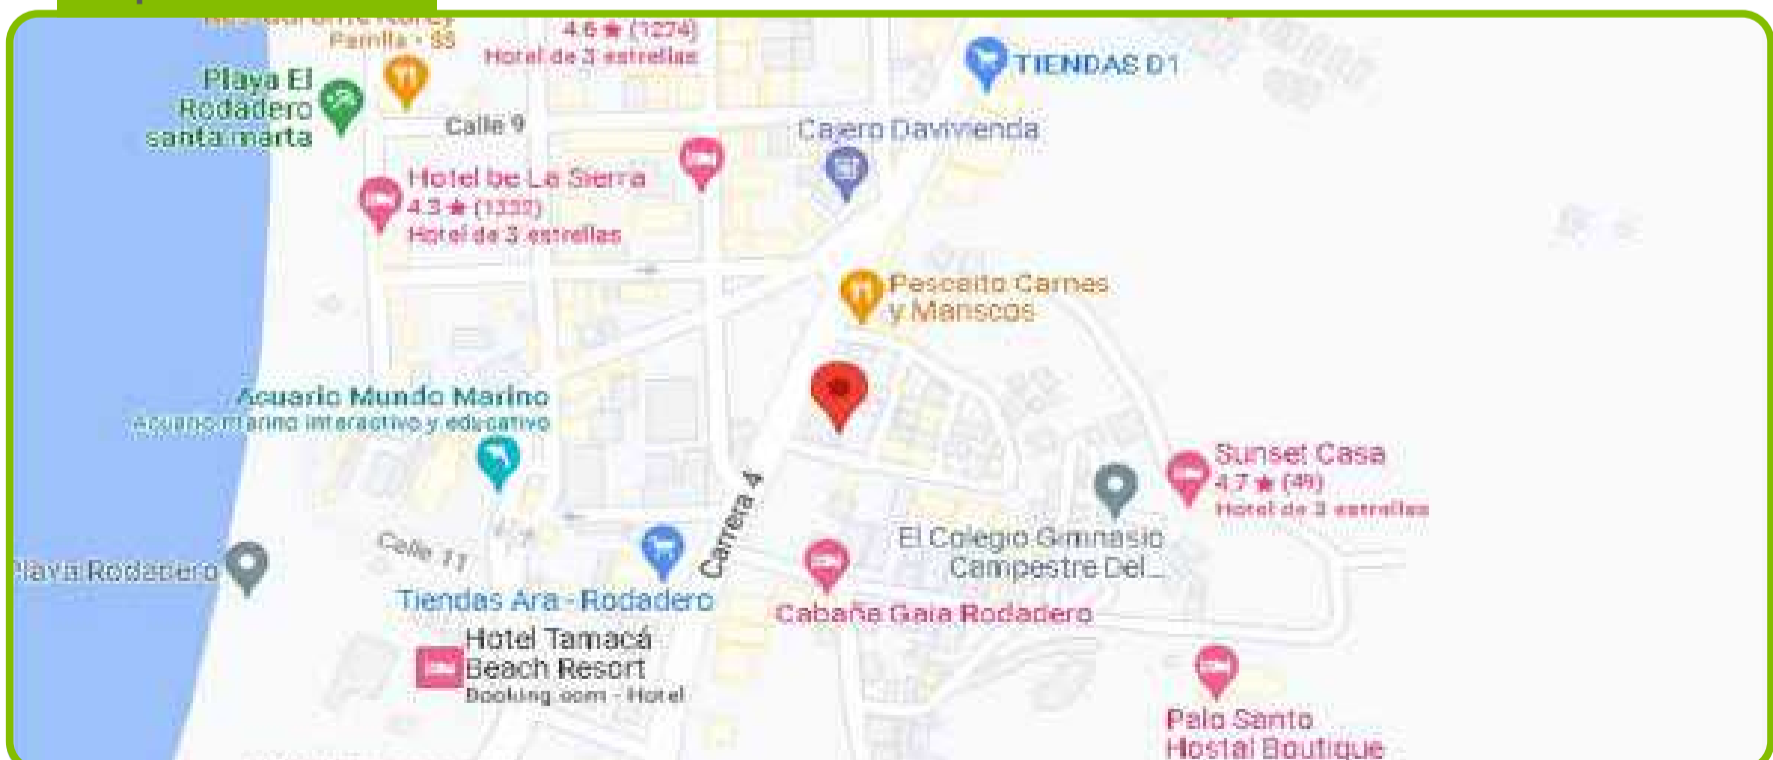 Parrilla · $$
4.6 ★ (1274)
Hotel de 3 estrellas
TIENDAS D1
Playa El
Rodadero
santa marta
Calle 9
Cajero Davivienda
Hotel be La Sierra
4.3 ★
Hotel de 3 estrellas
Pescaito Carnes
y Mariscos
Acuario Mundo Marino
Acuario marino interactivo y educativo
Sunset Casa
4.7 ★ (49)
Hotel de 3 estrellas
Carrera 4
El Colegio Gimnasio
Campestre Del...
Calle 11
Playa Rodadero
Tiendas Ara - Rodadero
Cabaña Gaia Rodadero
Hotel Tamacá
Beach Resort
Booking.com - Hotel
Palo Santo
Hostal Boutique